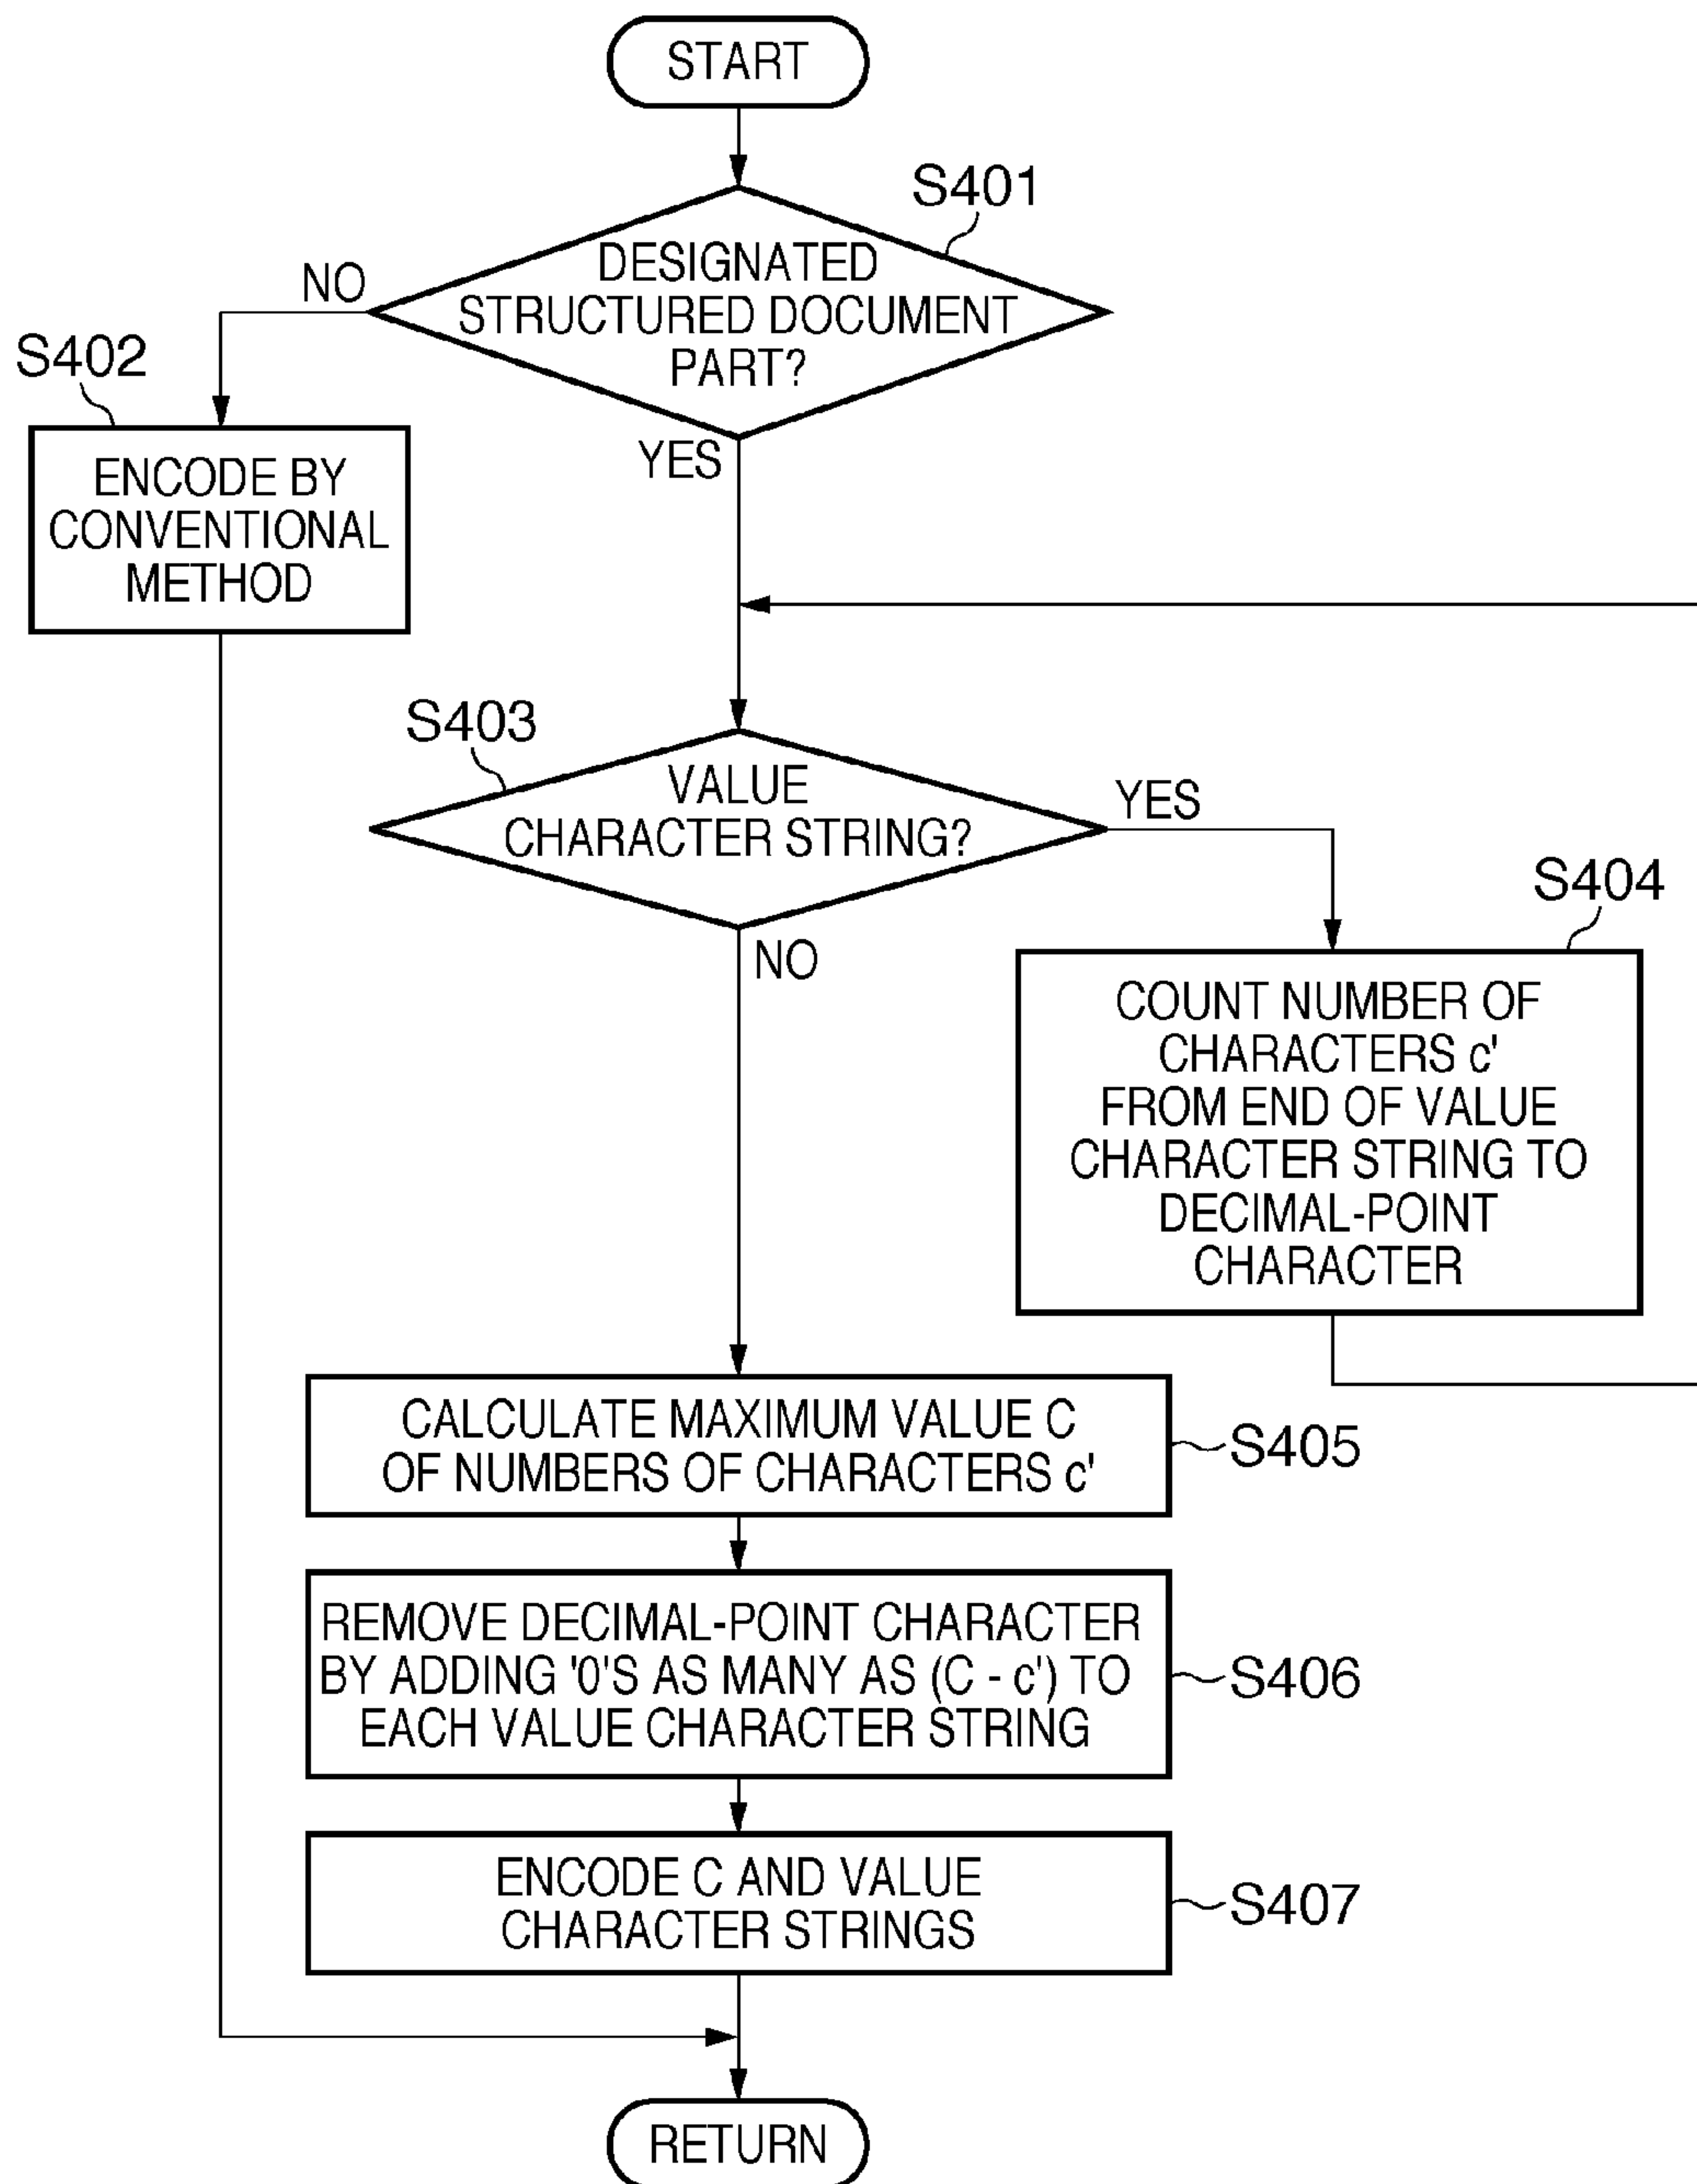 START
S401
DESIGNATED
STRUCTURED DOCUMENT
PART?
NO
YES
S402
ENCODE BY
CONVENTIONAL
METHOD
S403
VALUE
CHARACTER STRING?
YES
NO
S404
COUNT NUMBER OF
CHARACTERS c'
FROM END OF VALUE
CHARACTER STRING TO
DECIMAL-POINT
CHARACTER
CALCULATE MAXIMUM VALUE C
OF NUMBERS OF CHARACTERS c'
S405
REMOVE DECIMAL-POINT CHARACTER
BY ADDING '0'S AS MANY AS (C - c') TO
EACH VALUE CHARACTER STRING
S406
ENCODE C AND VALUE
CHARACTER STRINGS
S407
RETURN